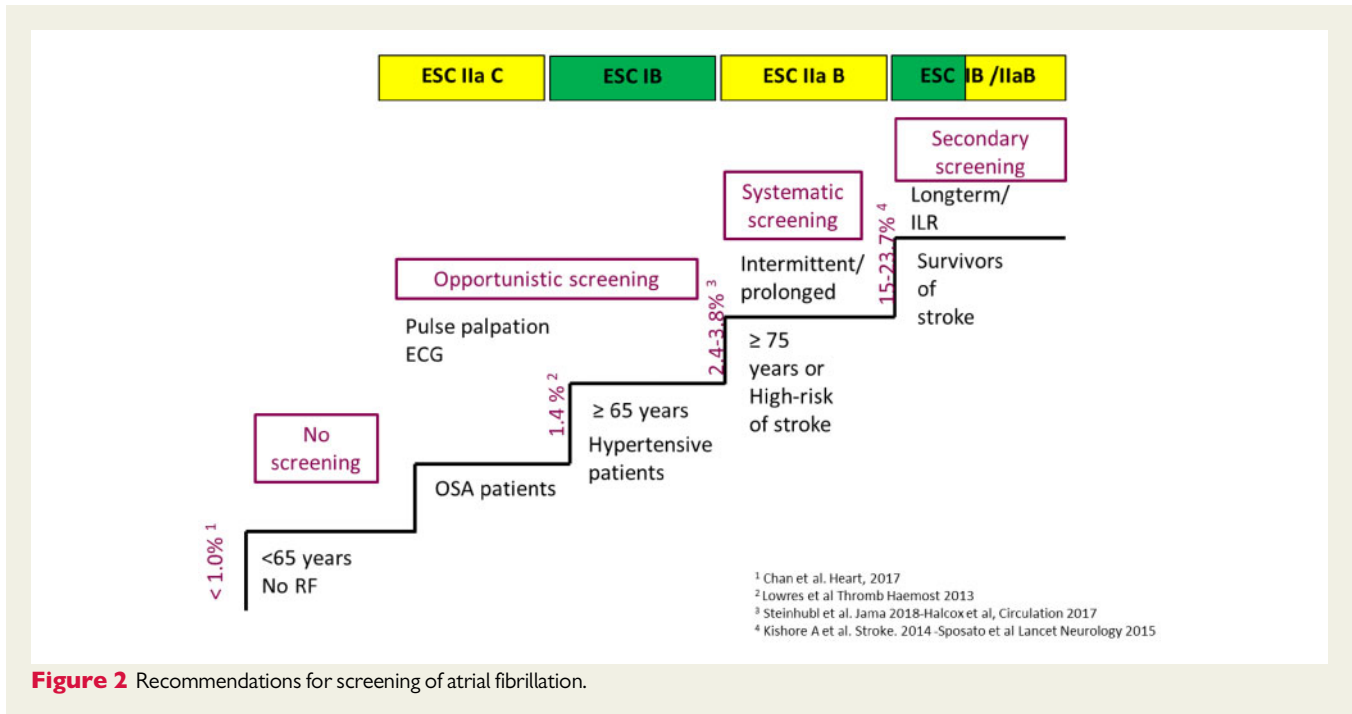 ESC IIa C
ESC IB
ESC IIa B
ESC IB /IIaB
Secondary
screening
Longterm/
ILR
Systematic
screening
Intermittent/
prolonged
15-23.7% 4
Survivors
of
stroke
Opportunistic screening
Pulse palpation
ECG
2.4-3.8% 3
≥ 75
years or
High-risk
of stroke
1.4 % 2
≥ 65 years
Hypertensive
patients
No
screening
OSA patients
< 1.0% 1
<65 years
No RF
1 Chan et al. Heart, 2017
2 Lowres et al Thromb Haemost 2013
3 Steinhubl et al. Jama 2018-Halcox et al, Circulation 2017
4 Kishore A et al. Stroke. 2014 -Sposato et al Lancet Neurology 2015
Figure 2 Recommendations for screening of atrial fibrillation.